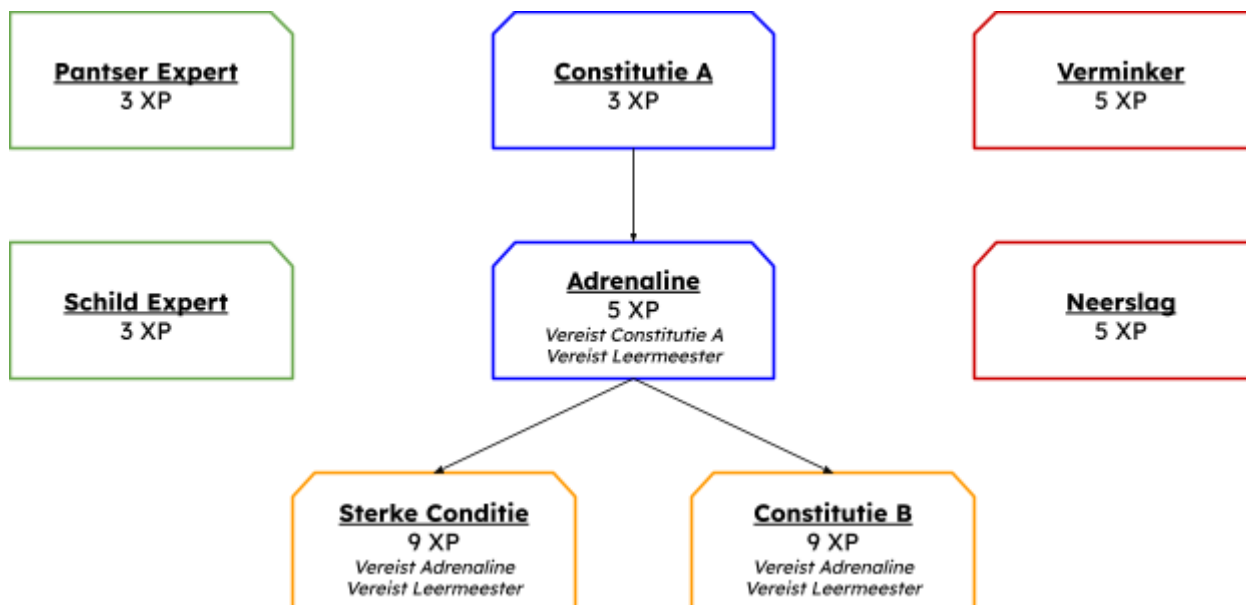 Pantser Expert
3 XP
Constitutie A
3 XP
Verminker
5 XP
Schild Expert
3 XP
Adrenaline
5 XP
Vereist Constitutie A
Vereist Leermeester
Neerslag
5 XP
Sterke Conditie
9 XP
Vereist Adrenaline
Vereist Leermeester
Constitutie B
9 XP
Vereist Adrenaline
Vereist Leermeester